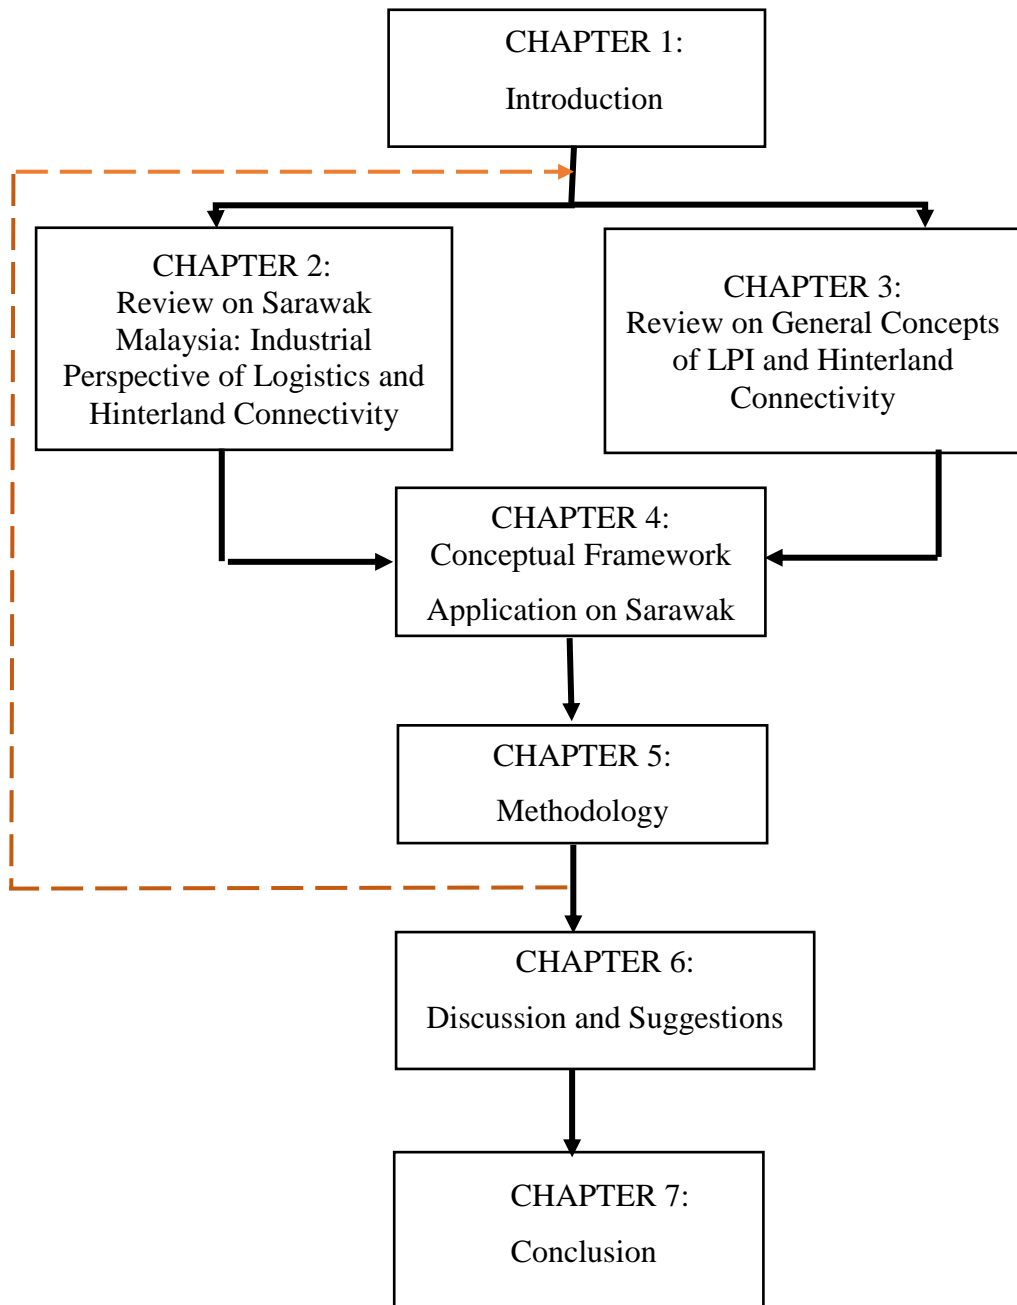 CHAPTER 1:
Introduction
CHAPTER 2:
Review on Sarawak
Malaysia: Industrial
Perspective of Logistics and
Hinterland Connectivity
CHAPTER 3:
Review on General Concepts
of LPI and Hinterland
Connectivity
CHAPTER 4:
Conceptual Framework
Application on Sarawak
CHAPTER 5:
Methodology
CHAPTER 6:
Discussion and Suggestions
CHAPTER 7:
Conclusion